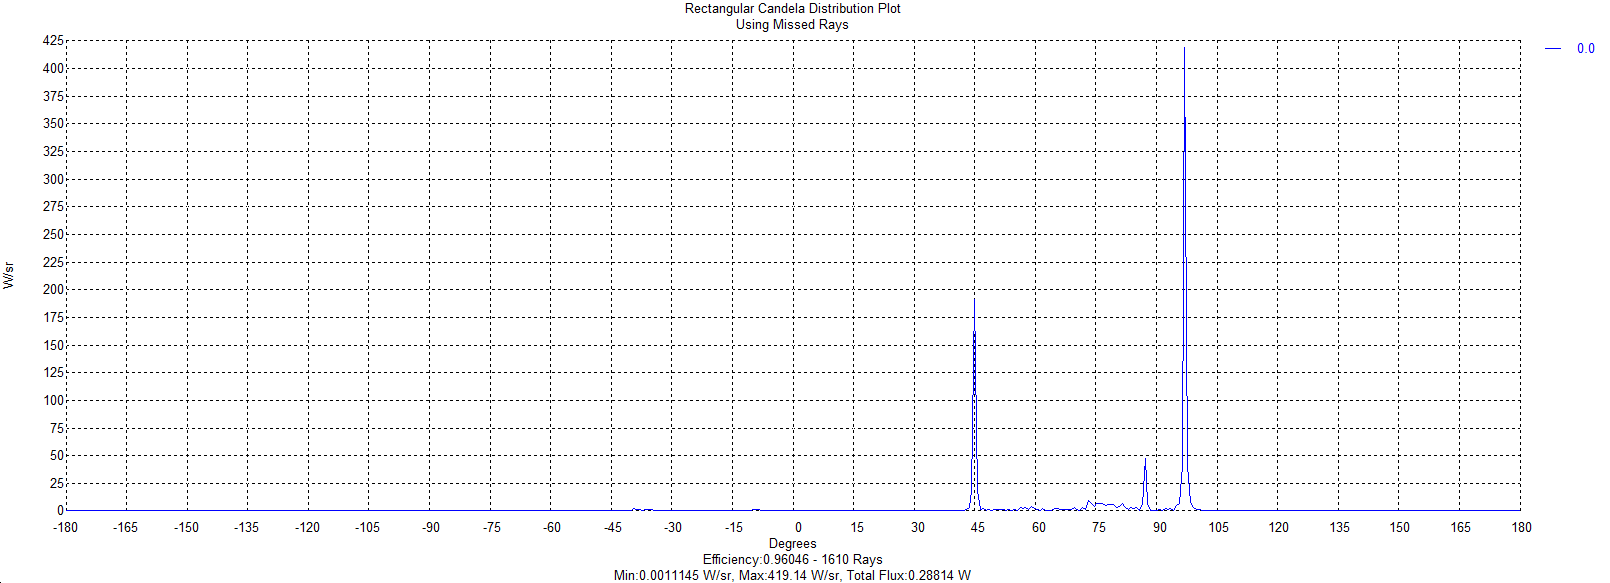 Rectangular Candela Distribution Plot
Using Missed Rays
0.0
425
400
375
350
325
300
275
250
225
200
175
150
125
100
75
50
25
0
W/sr
-180 -165 -150 -135 -120 -105 -90 -75 -60 -45 -30 -15 0 15 30 45 60 75 90 105 120 135 150 165 180
Degrees
Efficiency:0.96046 - 1610 Rays
Min:0.0011145 W/sr, Max:419.14 W/sr, Total Flux:0.28814 W